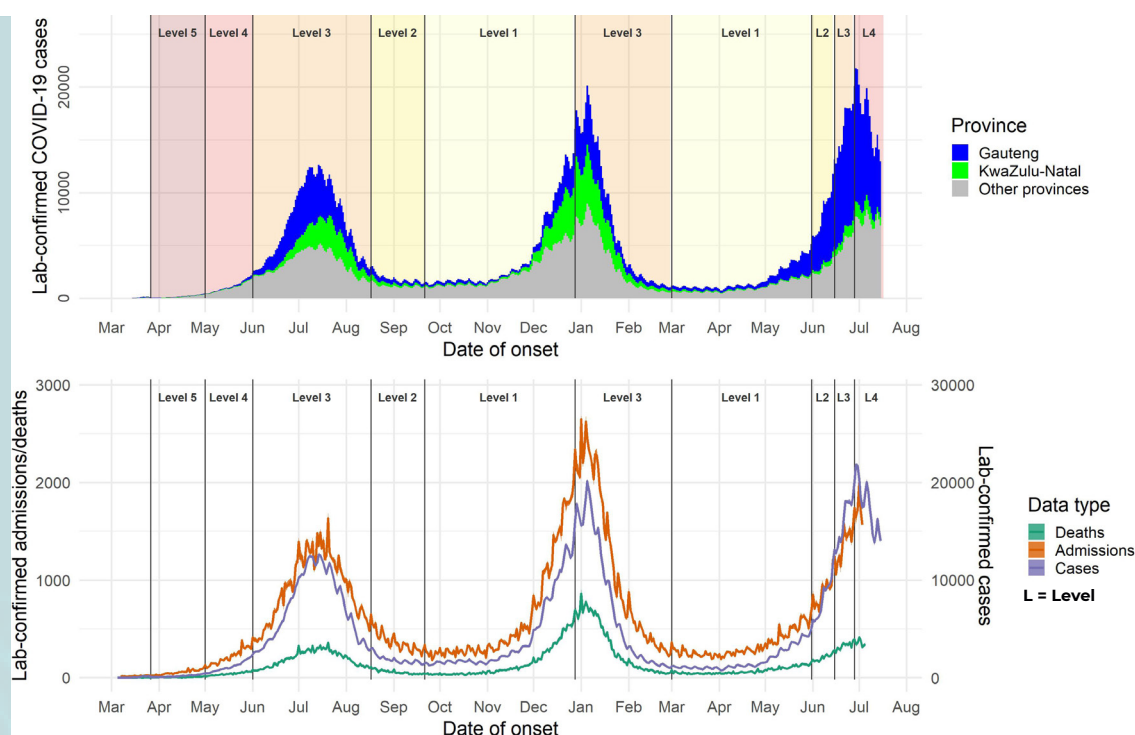 Lab-confirmed COVID-19 cases
20000
10000
0
Level 5
Level 4
Level 3
Level 2
Level 1
Level 3
Level 1
L2
L3
L4
Mar Apr May Jun Jul Aug Sep Oct Nov Dec Jan Feb Mar Apr May Jun Jul Aug
Date of onset
Province
Gauteng
KwaZulu-Natal
Other provinces
Lab-confirmed admissions/deaths
3000
2000
1000
0
Level 5
Level 4
Level 3
Level 2
Level 1
Level 3
Level 1
L2
L3
L4
30000
20000
10000
0
Lab-confirmed cases
Mar Apr May Jun Jul Aug Sep Oct Nov Dec Jan Feb Mar Apr May Jun Jul Aug
Date of onset
Data type
Deaths
Admissions
Cases
L = Level